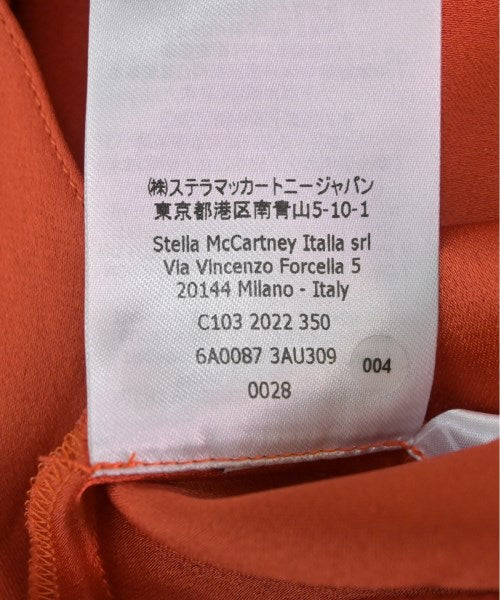 ㈱ステラマッカートニージャパン
東京都港区南青山5-10-1
Stella McCartney Italia srl
Via Vincenzo Forcella 5
20144 Milano - Italy
C103 2022 350
6A0087 3AU309
004
0028